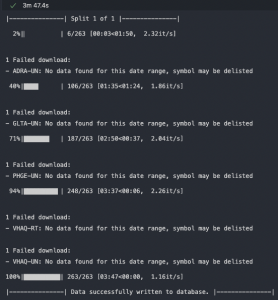 3m 47.4s
|---------------| Split 1 of 1 |---------------|
2%| | 6/263 [00:03<01:50, 2.32it/s]
1 Failed download:
- ADRA-UN: No data found for this date range, symbol may be delisted
40%| | 106/263 [01:35<01:24, 1.86it/s]
1 Failed download:
- GLTA-UN: No data found for this date range, symbol may be delisted
71%| | 187/263 [02:50<00:37, 2.04it/s]
1 Failed download:
- PHGE-UN: No data found for this date range, symbol may be delisted
94%| | 248/263 [03:37<00:06, 2.26it/s]
1 Failed download:
- VHAQ-RT: No data found for this date range, symbol may be delisted
1 Failed download:
- VHAQ-UN: No data found for this date range, symbol may be delisted
100%| | 263/263 [03:47<00:00, 1.16it/s]
|---------------| Data successfully written to database. |---------------|